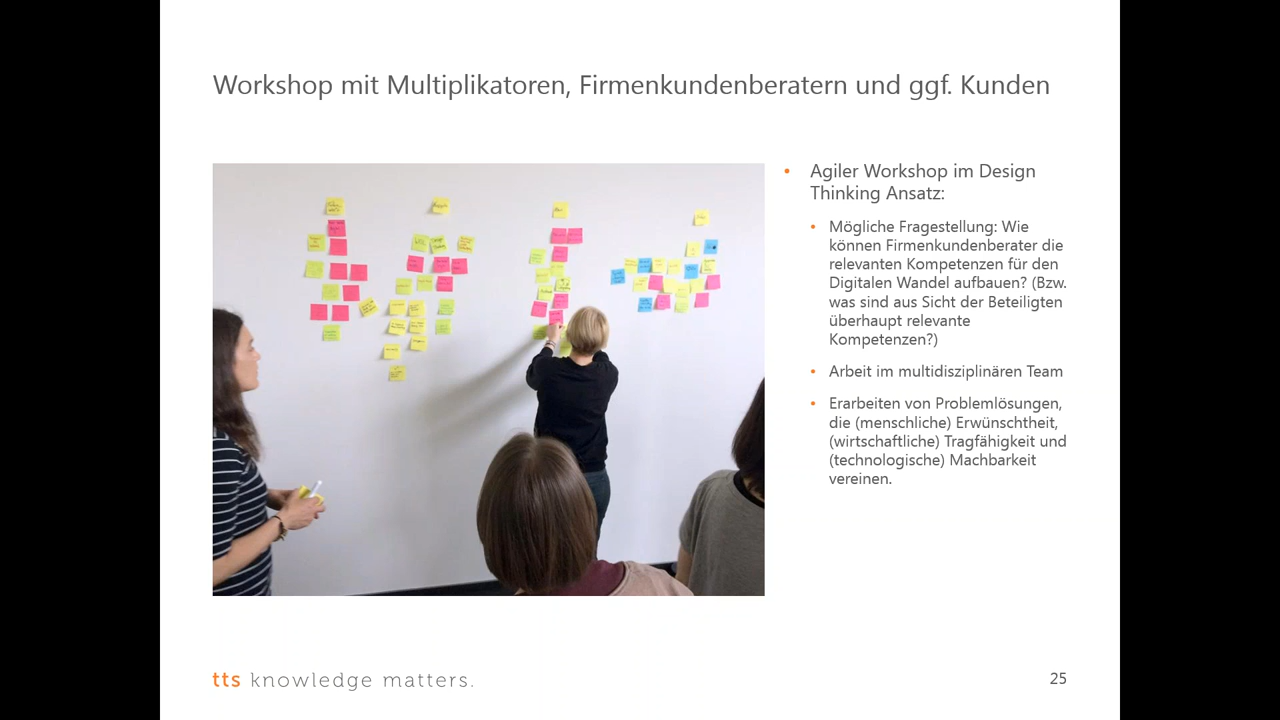 Workshop mit Multiplikatoren, Firmenkundenberatern und ggf. Kunden
Agiler Workshop im Design
Thinking Ansatz:
Mögliche Fragestellung: Wie
können Firmenkundenberater die
relevanten Kompetenzen für den
Digitalen Wandel aufbauen? (Bzw.
was sind aus Sicht der Beteiligten
überhaupt relevante
Kompetenzen?)
Arbeit im multidisziplinären Team
Erarbeiten von Problemlösungen,
die (menschliche) Erwünschtheit,
(wirtschaftliche) Tragfähigkeit und
(technologische) Machbarkeit
vereinen.
tts knowledge matters.
25